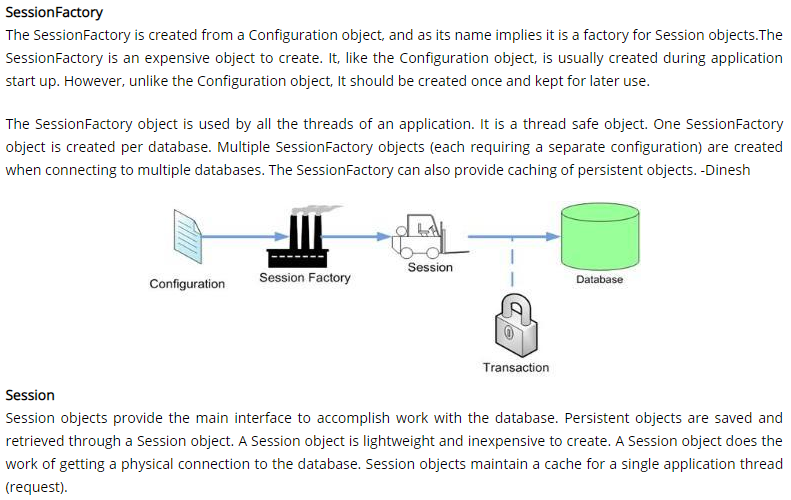 SessionFactory
The SessionFactory is created from a Configuration object, and as its name implies it is a factory for Session objects.The
SessionFactory is an expensive object to create. It, like the Configuration object, is usually created during application
start up. However, unlike the Configuration object, It should be created once and kept for later use.
The SessionFactory object is used by all the threads of an application. It is a thread safe object. One SessionFactory
object is created per database. Multiple SessionFactory objects (each requiring a separate configuration) are created
when connecting to multiple databases. The SessionFactory can also provide caching of persistent objects. -Dinesh
Configuration
Session Factory
Session
Database
Transaction
Session
Session objects provide the main interface to accomplish work with the database. Persistent objects are saved and
retrieved through a Session object. A Session object is lightweight and inexpensive to create. A Session object does the
work of getting a physical connection to the database. Session objects maintain a cache for a single application thread
(request).